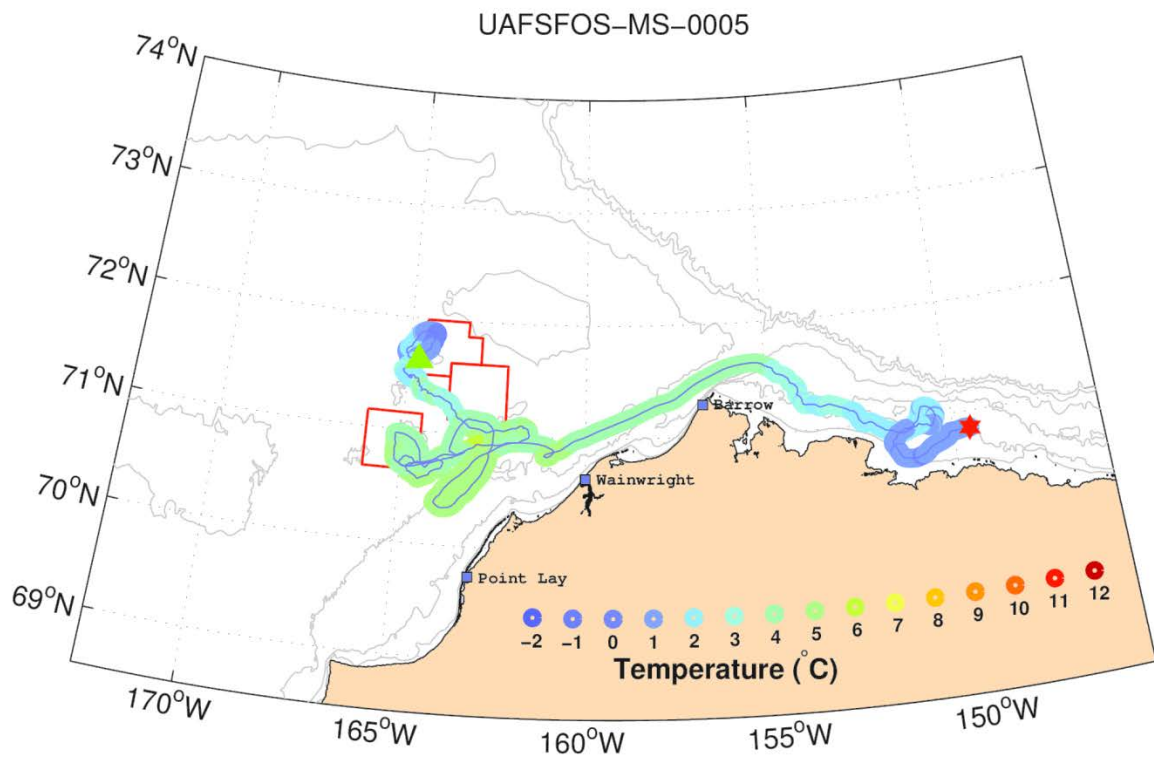 UAFSFOS–MS–0005
74°N
73°N
72°N
71°N
70°N
69°N
Barrow
Wainwright
Point Lay
–2 –1 0 1 2 3 4 5 6 7 8 9 10 11 12
Temperature (°C)
170°W
165°W
160°W
155°W
150°W